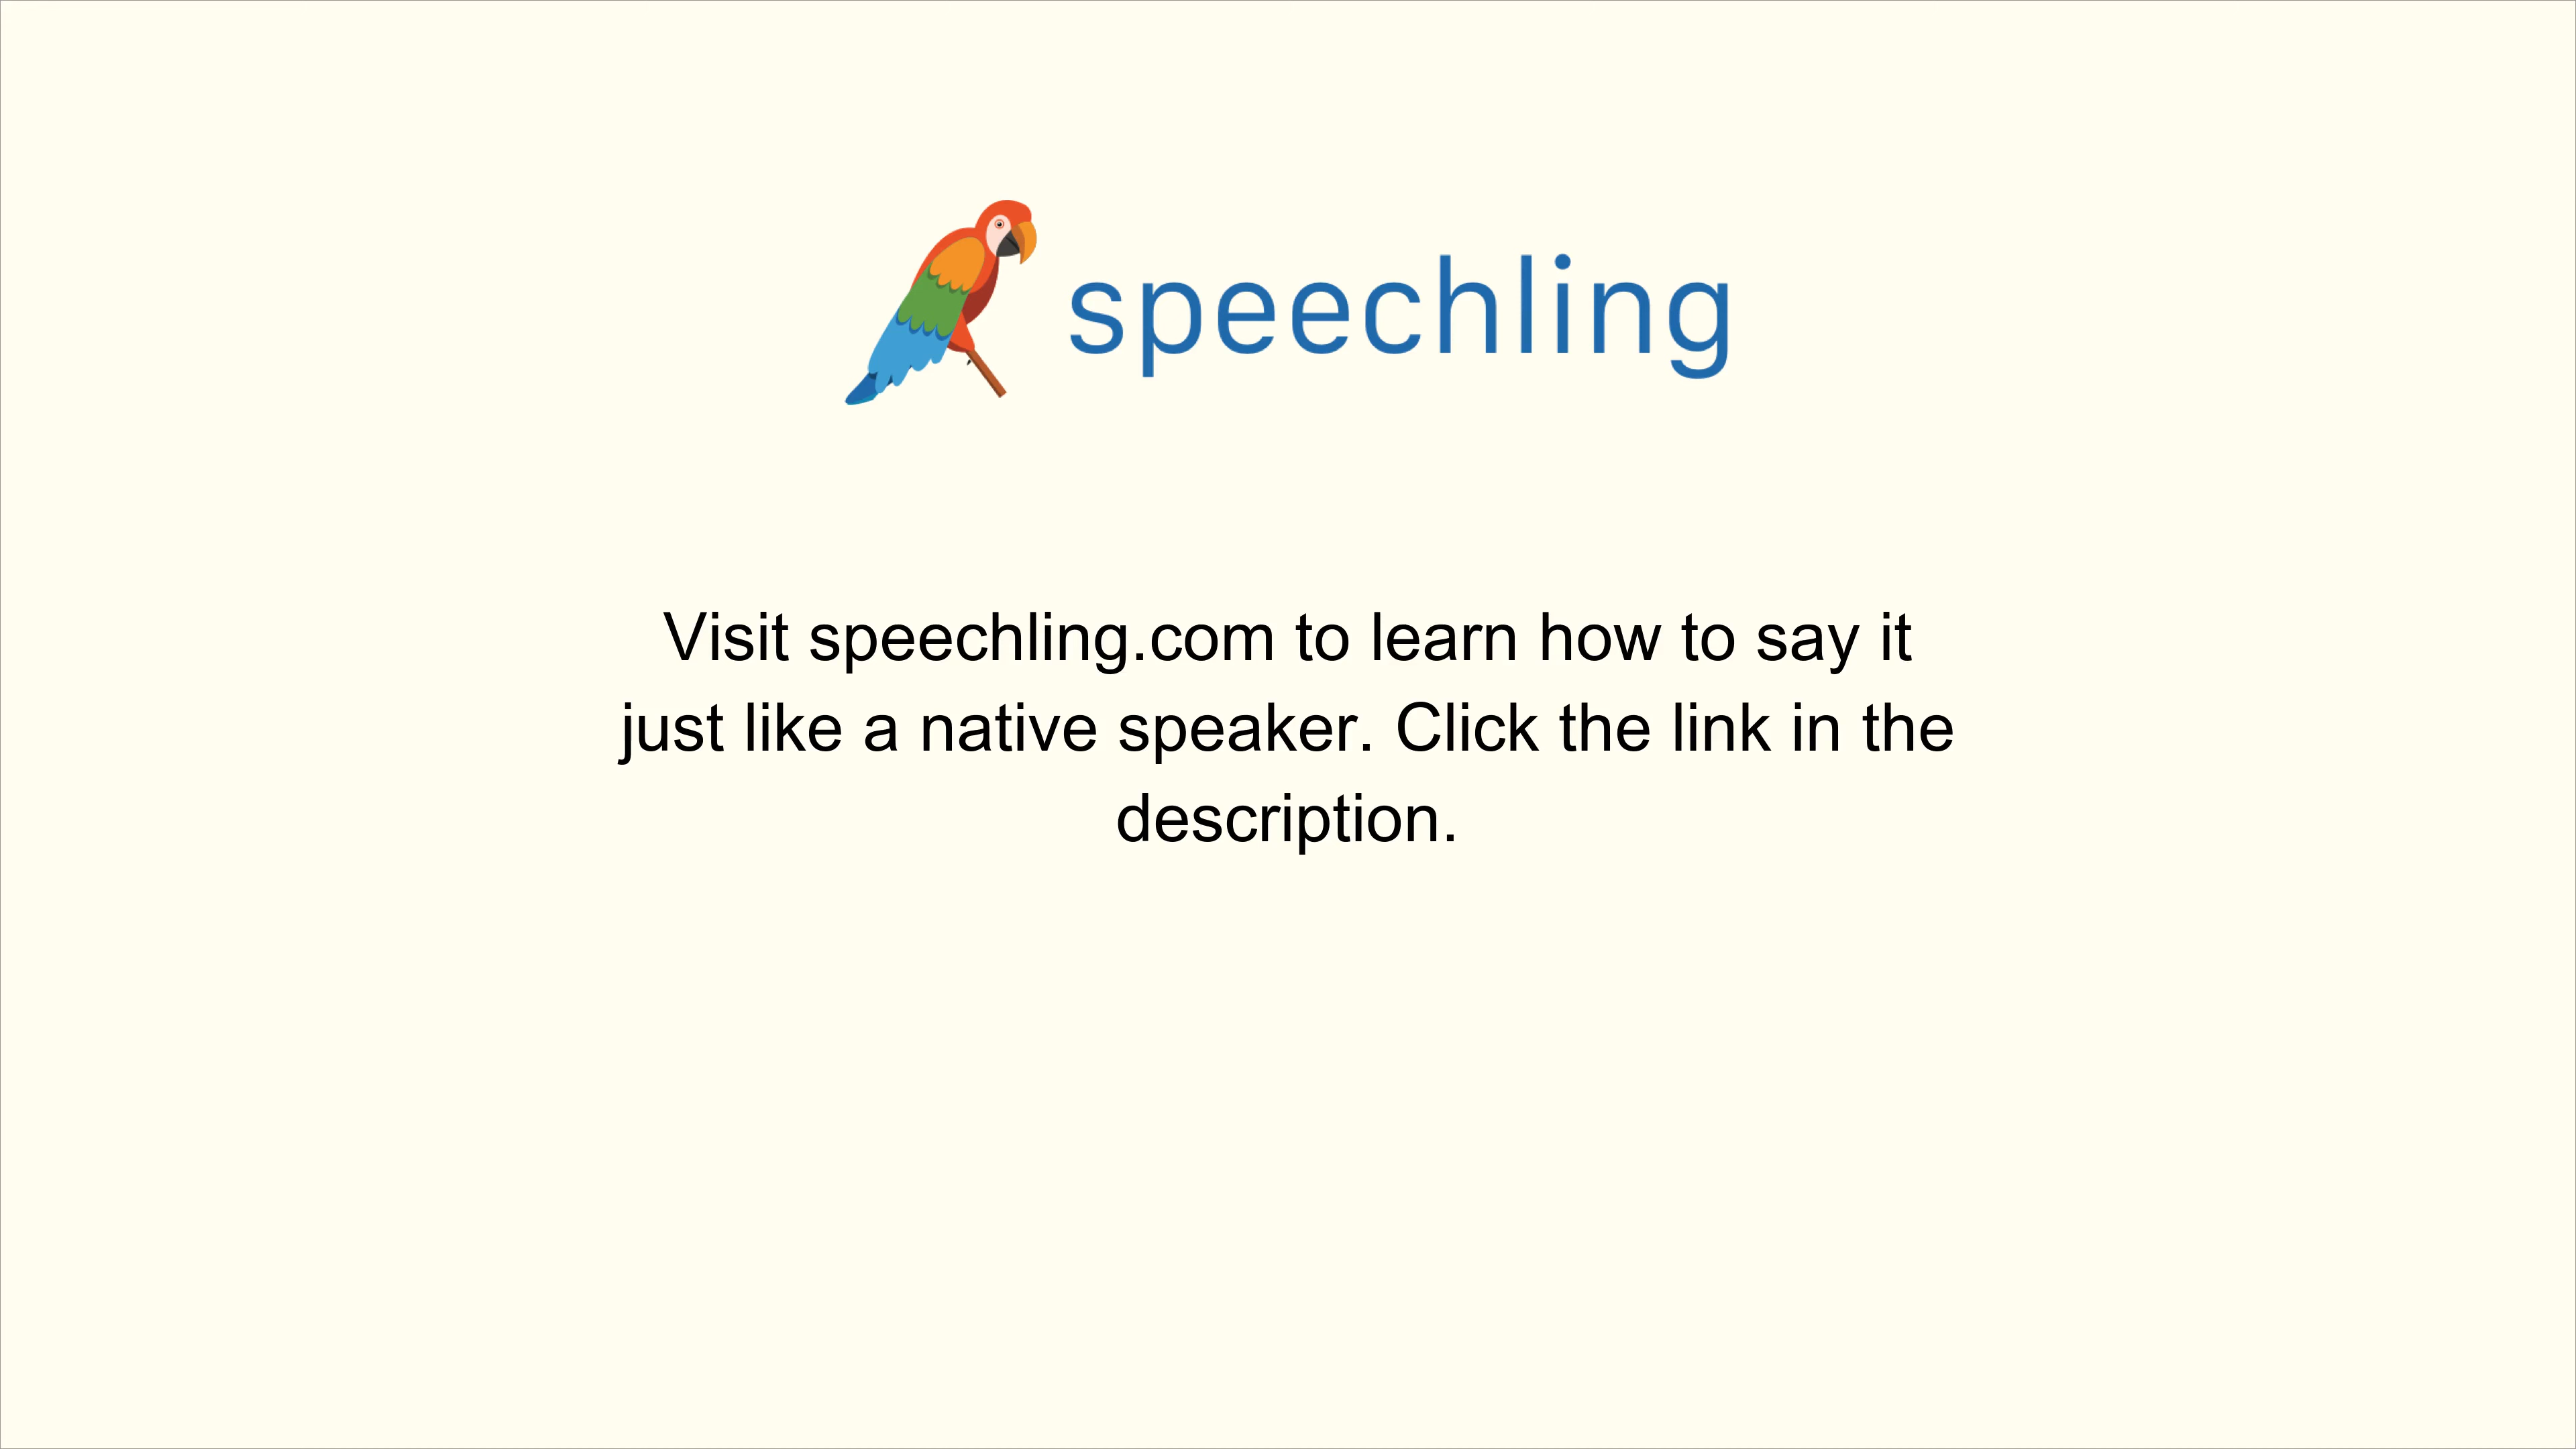 speechling
Visit speechling.com to learn how to say it
just like a native speaker. Click the link in the
description.